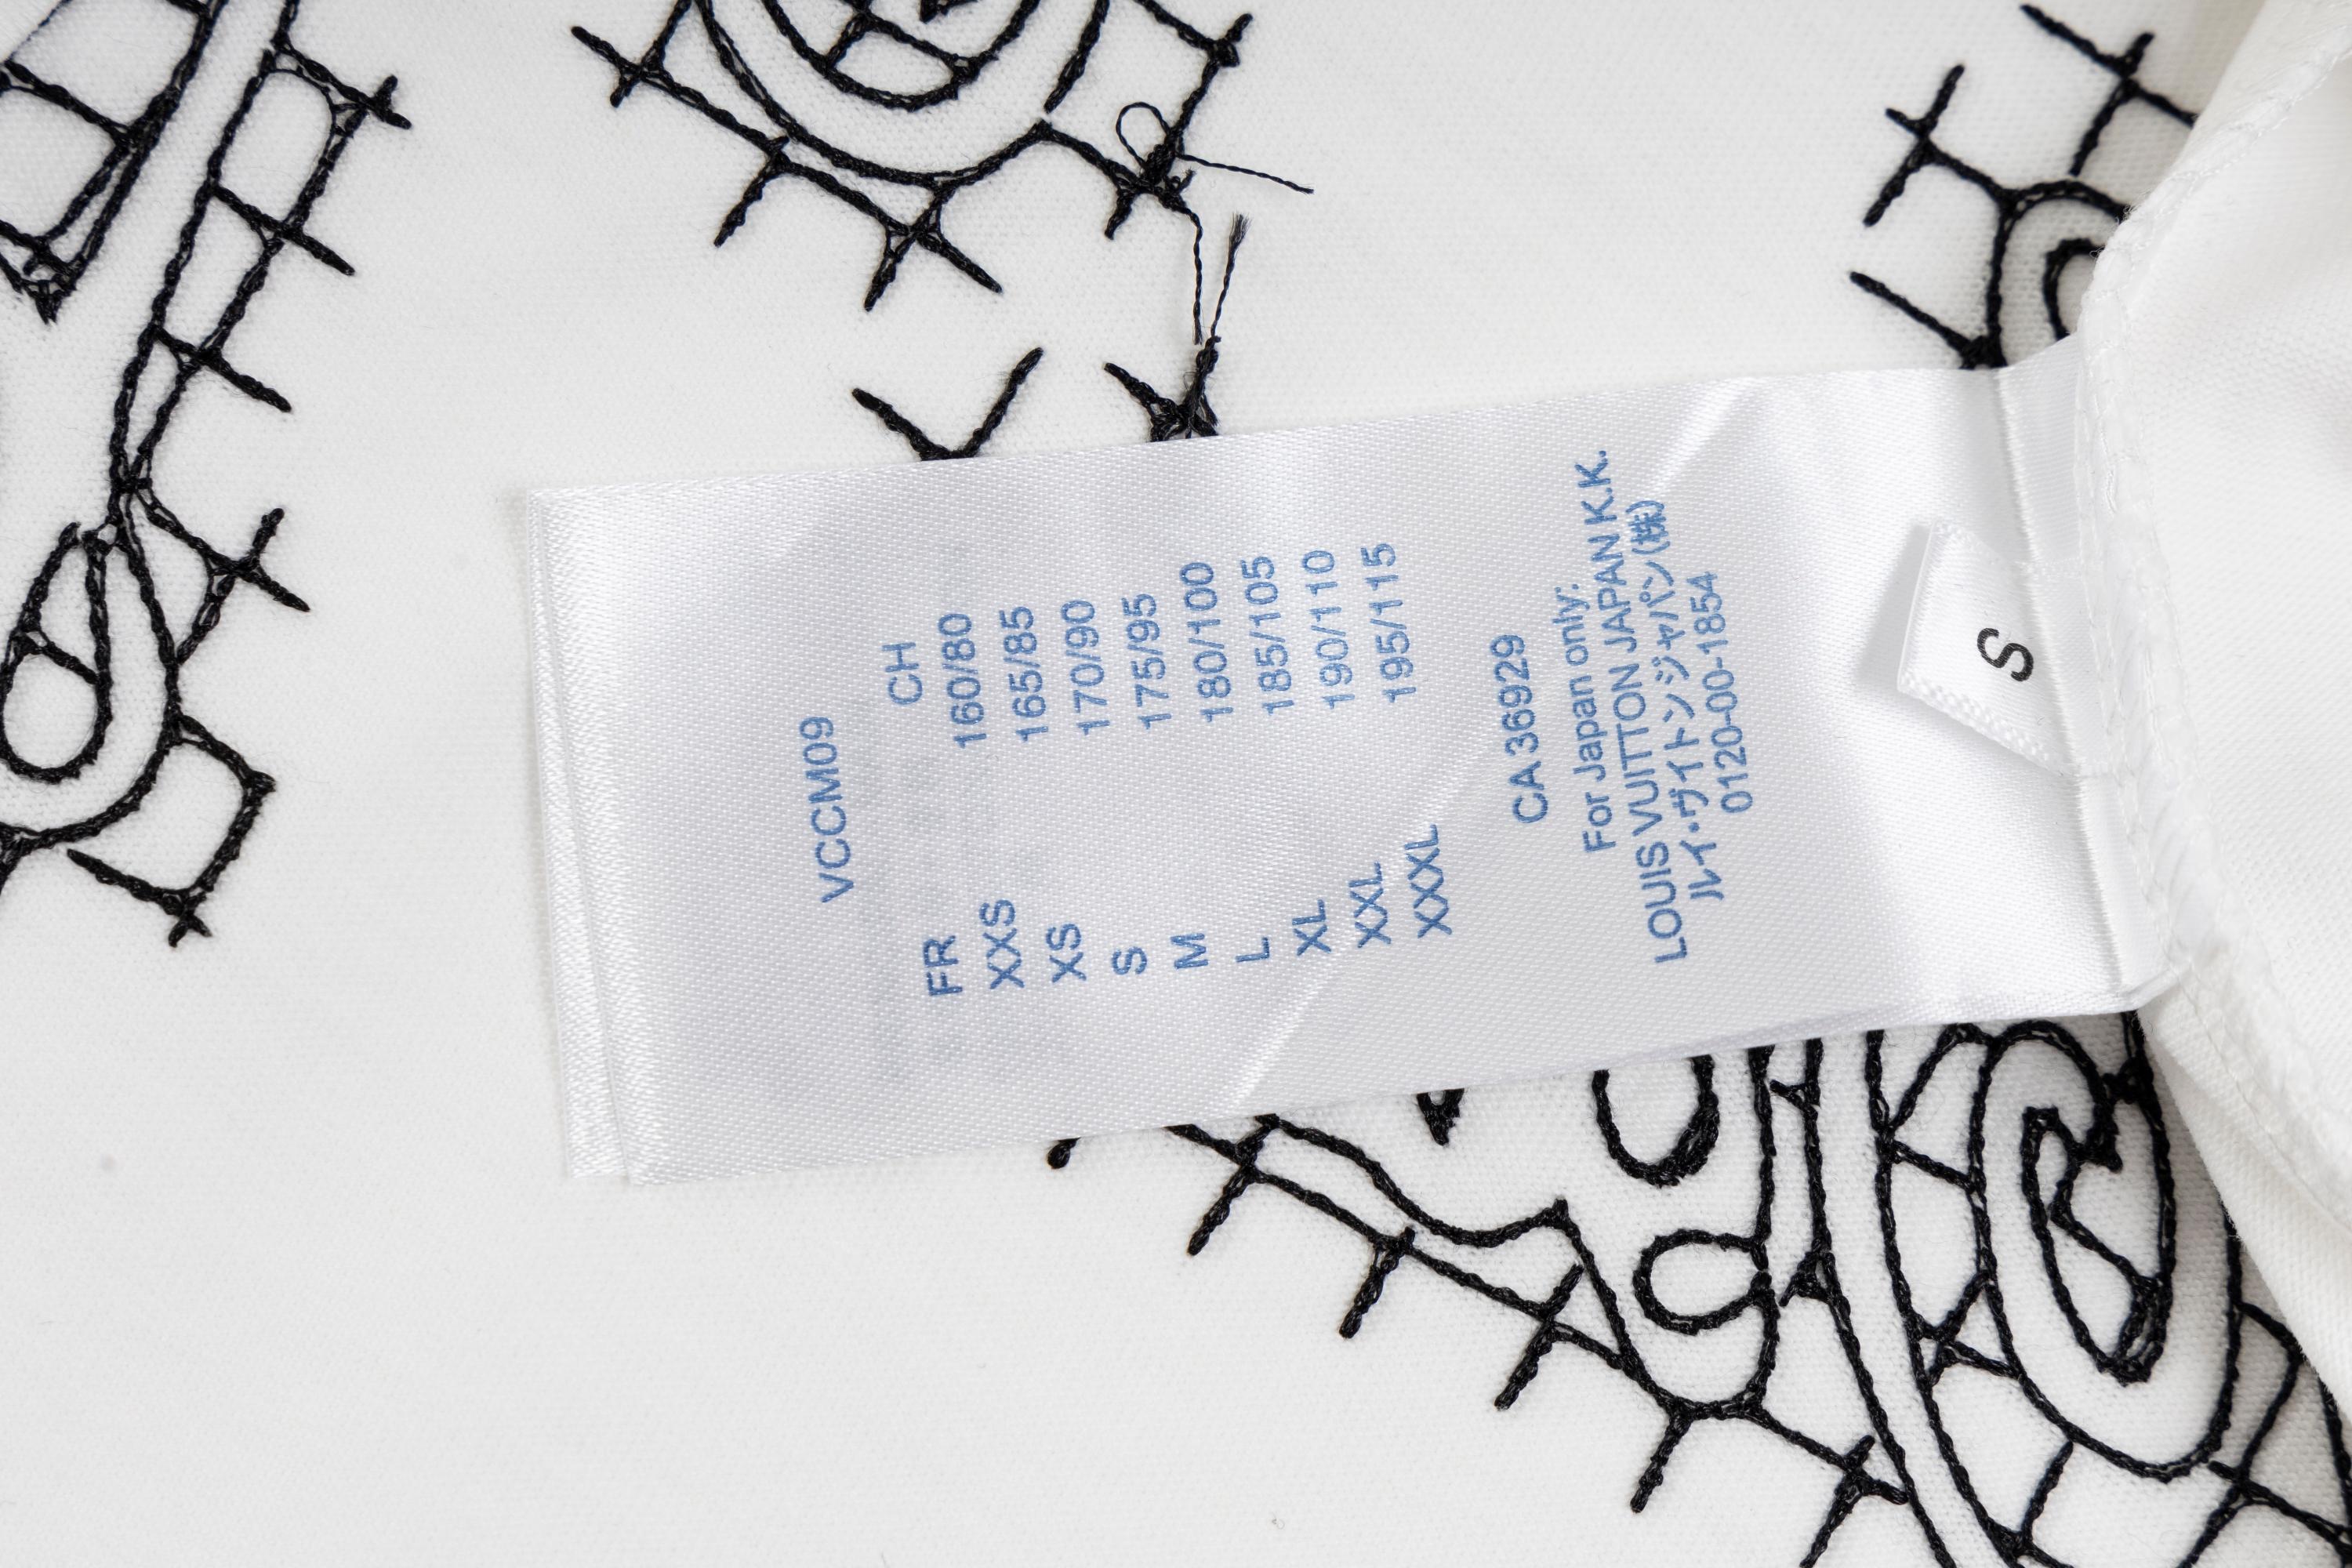 VCCM09
FR CH
XXS 160/80
XS 165/85
S 170/90
M 175/95
L 180/100
XL 185/105
XXL 190/110
XXXL 195/115
CA 36929
For Japan only:
LOUIS VUITTON JAPAN K.K.
ルイ・ヴィトンジャパン(株)
0120-00-1854
S